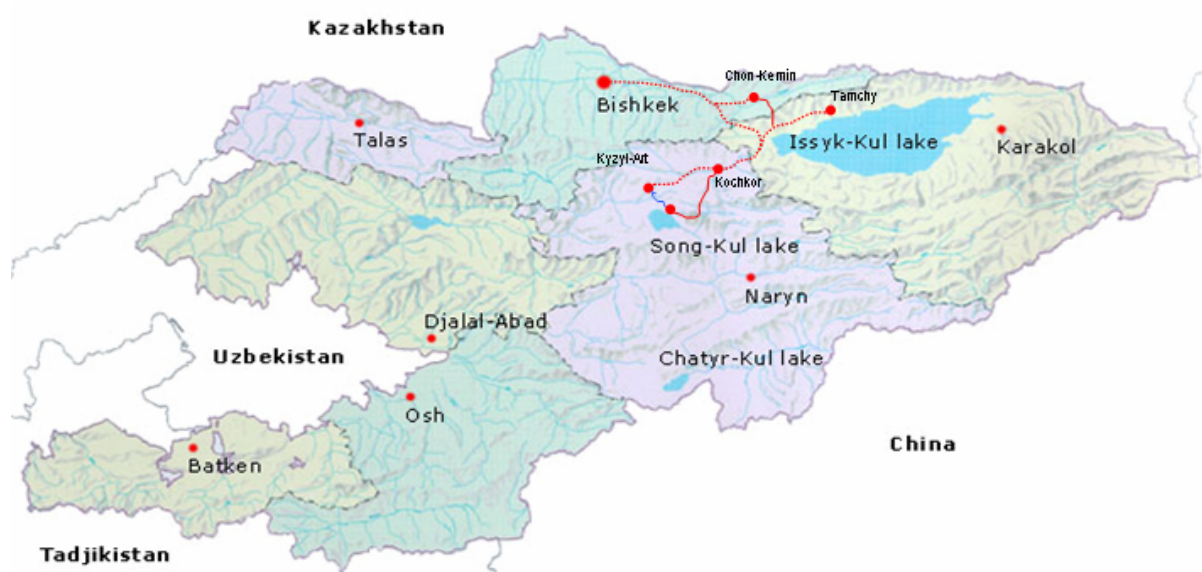 Kazakhstan
Chon-Kemin
Bishkek
Tamchy
Talas
Issyk-Kul lake
Karakol
Kyzyl-Art
Kochkor
Song-Kul lake
Naryn
Djalal-Abad
Uzbekistan
Chatyr-Kul lake
Osh
China
Batken
Tadjikistan